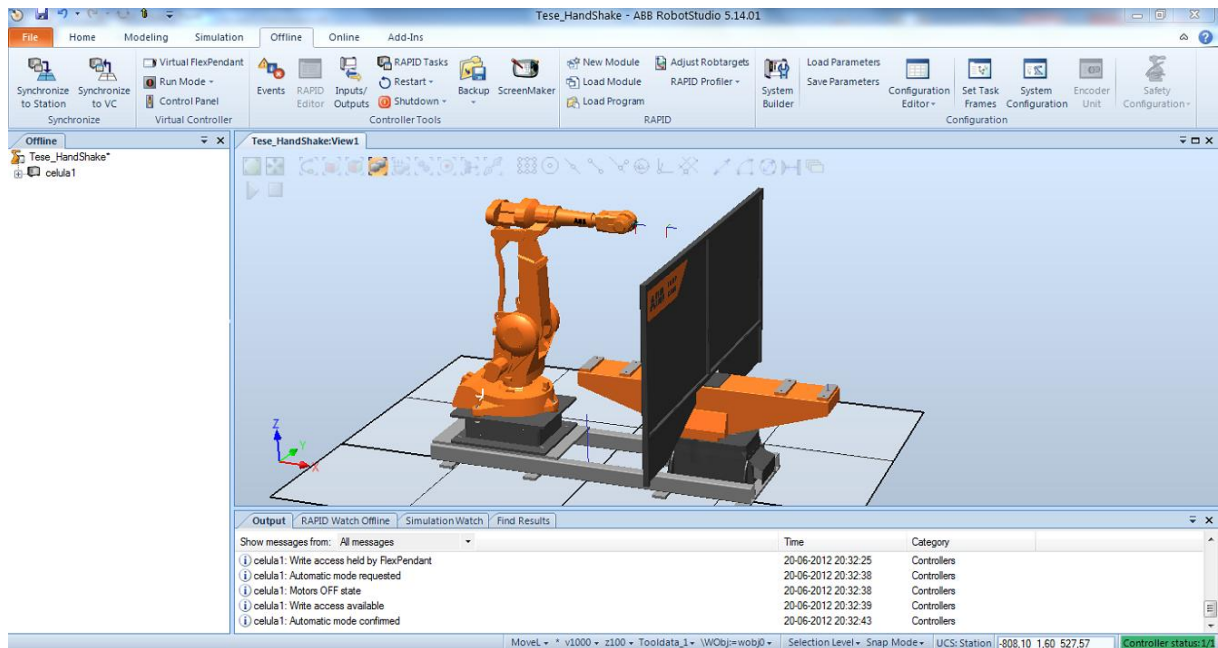 Tese_HandShake - ABB RobotStudio 5.14.01
File Home Modeling Simulation Offline Online Add-Ins
Synchronize to Station
Synchronize to VC
Synchronize
Virtual FlexPendant
Run Mode
Control Panel
Virtual Controller
Events
RAPID Editor
Inputs/ Outputs
RAPID Tasks
Restart
Shutdown
Backup
ScreenMaker
Controller Tools
New Module
Load Module
Load Program
Adjust Robtargets
RAPID Profiler
RAPID
System Builder
Load Parameters
Save Parameters
Configuration Editor
Set Task Frames
System Configuration
Encoder Unit
Safety Configuration
Configuration
Offline
Tese_HandShake*
celula1
Tese_HandShake:View1
ABB
Z
Y
X
Output RAPID Watch Offline Simulation Watch Find Results
Show messages from: All messages Time Category
celula1: Write access held by FlexPendant 20-06-2012 20:32:25 Controllers
celula1: Automatic mode requested 20-06-2012 20:32:38 Controllers
celula1: Motors OFF state 20-06-2012 20:32:38 Controllers
celula1: Write access available 20-06-2012 20:32:39 Controllers
celula1: Automatic mode confirmed 20-06-2012 20:32:43 Controllers
MoveL * v1000 z100 Tooldata_1 \WObj:=wobj0 Selection Level Snap Mode UCS: Station -808,10 1,60 527,57 Controller status: 1/1